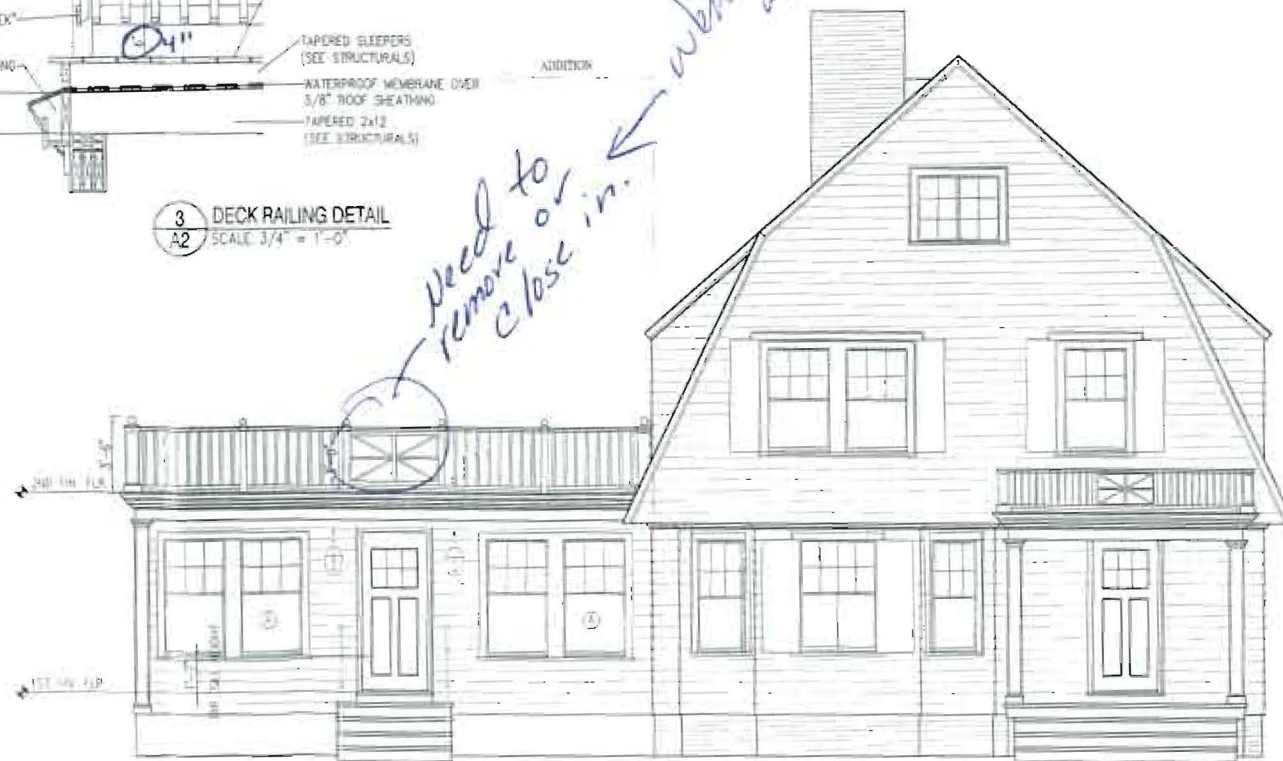 4"
TAPERED SLEEPERS
(SEE STRUCTURALS)
WATERPROOF MEMBRANE OVER
3/8" ROOF SHEATHING
TAPERED 2x12
(SEE STRUCTURALS)
ADDITION
3
A2
DECK RAILING DETAIL
SCALE: 3/4" = 1'-0"
Need to
remove or
close in.
3'-6"
2ND FIN. FLR.
A
A
1ST FIN. FLR.